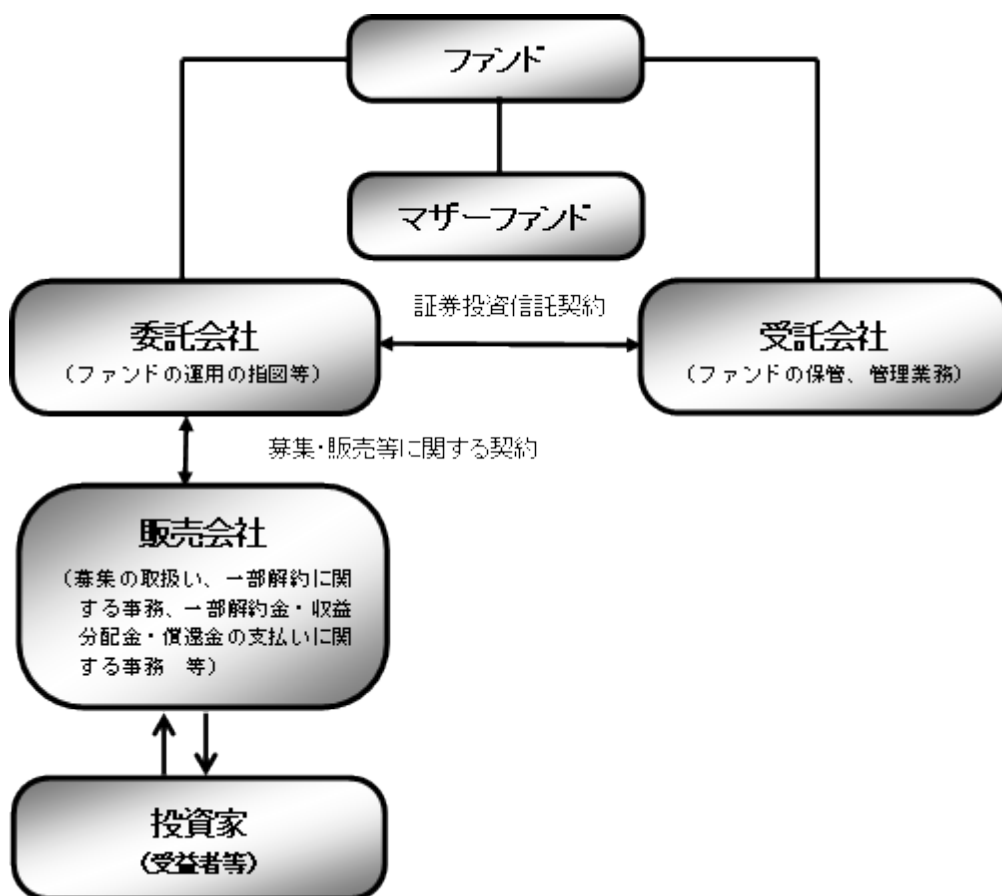 ファンド
マザーファンド
証券投資信託契約
委託会社
(ファンドの運用の指図等)
受託会社
(ファンドの保管、管理業務)
募集・販売等に関する契約
販売会社
(募集の取扱い、一部解約に関
する事務、一部解約金・収益
分配金・償還金の支払いに関
する事務　等)
投資家
(受益者等)